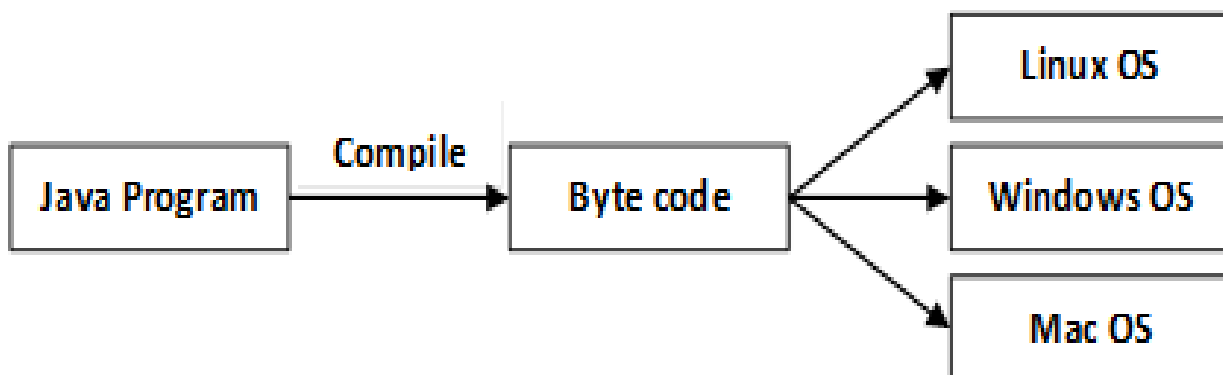 Linux OS
Compile
Java Program
Byte code
Windows OS
Mac OS